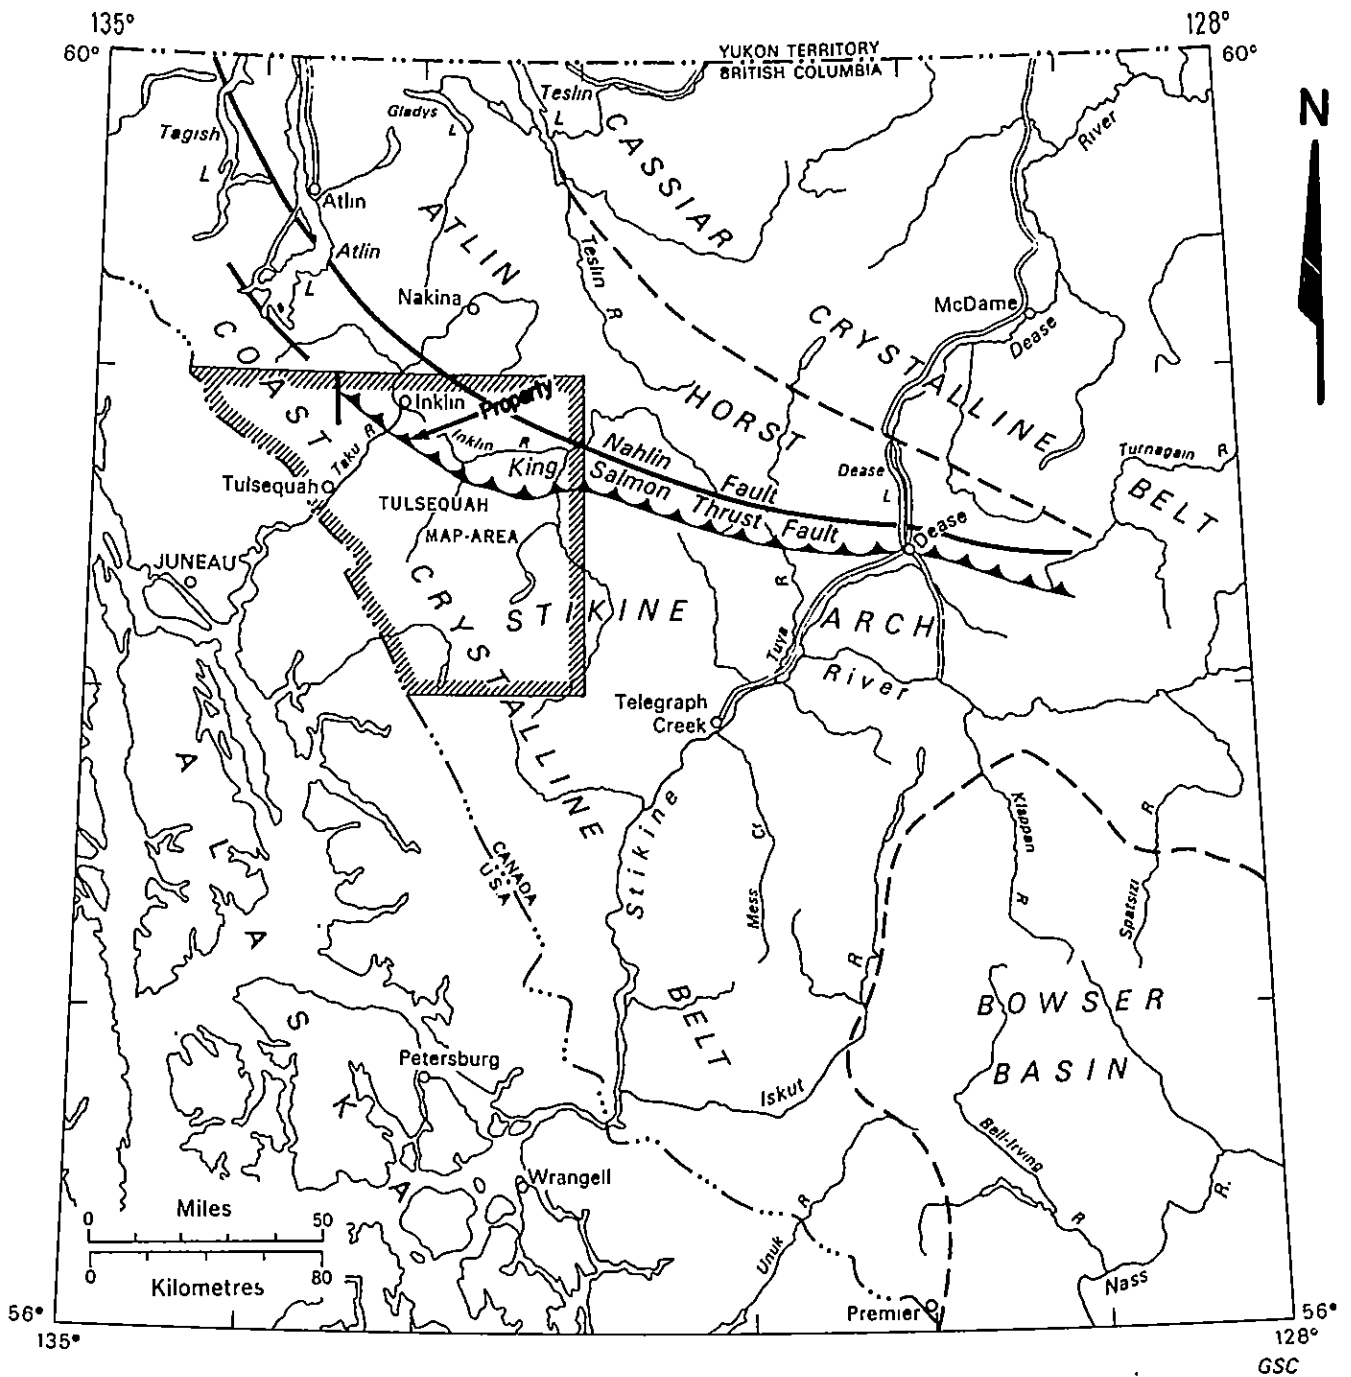 135°
128°
60°
YUKON TERRITORY
BRITISH COLUMBIA
60°
N
Tagish
L
Gladys
L
Teslin
L
River
CASSIAR
Atlin
ATLIN
Atlin
L
Teslin
R
Nakina
McDame
Dease
COAST
CRYSTALLINE
HORST
BELT
Inklin
Property
Taku R
Inklin R
Nahlin
Fault
King Salmon Thrust Fault
Dease
L
Turnagain R
Tulsequah
TULSEQUAH
MAP-AREA
Dease
JUNEAU
CRYSTALLINE
STIKINE
ARCH
R
Tuya
River
Telegraph
Creek
ALASKA
CANADA
U.S.A
Stikine
Cr
Mess
R
Klappan
R
R
Spatsizi
BELT
BOWSER
BASIN
Petersburg
Iskut
Bell-Irving
R
Wrangell
Unuk
R
R.
Nass
Premier
Miles
0 50
0 80
Kilometres
56°
135°
56°
128°
GSC